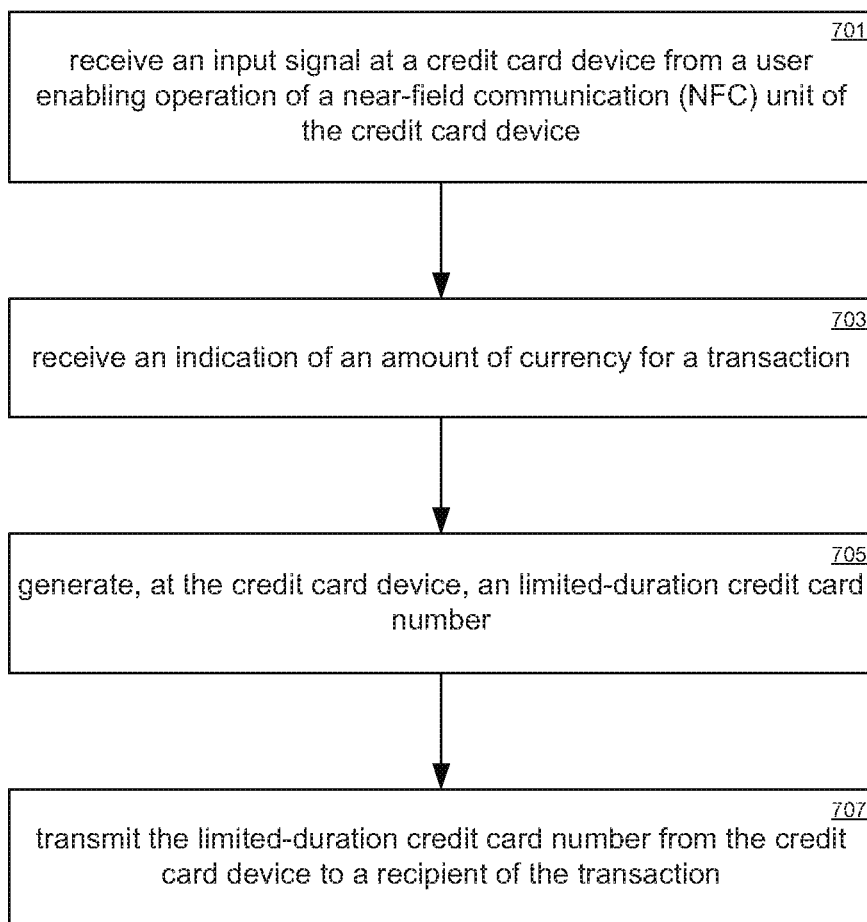 701
receive an input signal at a credit card device from a user
enabling operation of a near-field communication (NFC) unit of
the credit card device
703
receive an indication of an amount of currency for a transaction
705
generate, at the credit card device, an limited-duration credit card
number
707
transmit the limited-duration credit card number from the credit
card device to a recipient of the transaction